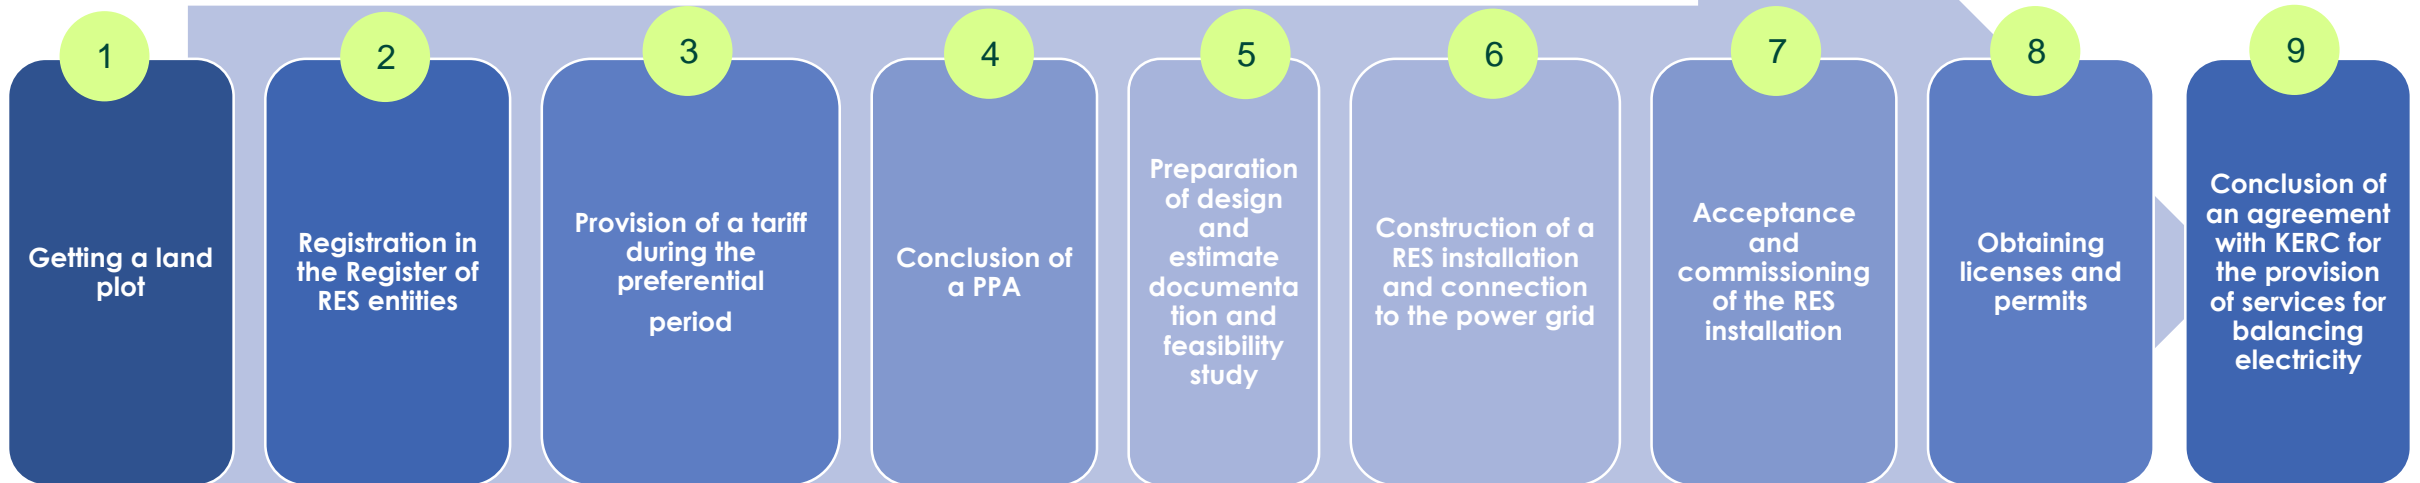 1
Getting a land
plot
2
Registration in
the Register of
RES entities
3
Provision of a tariff
during the
preferential
period
4
Conclusion of
a PPA
5
Preparation
of design
and
estimate
documenta
tion and
feasibility
study
6
Construction of a
RES installation
and connection
to the power grid
7
Acceptance
and
commissioning
of the RES
installation
8
Obtaining
licenses and
permits
9
Conclusion of
an agreement
with KERC for
the provision
of services for
balancing
electricity